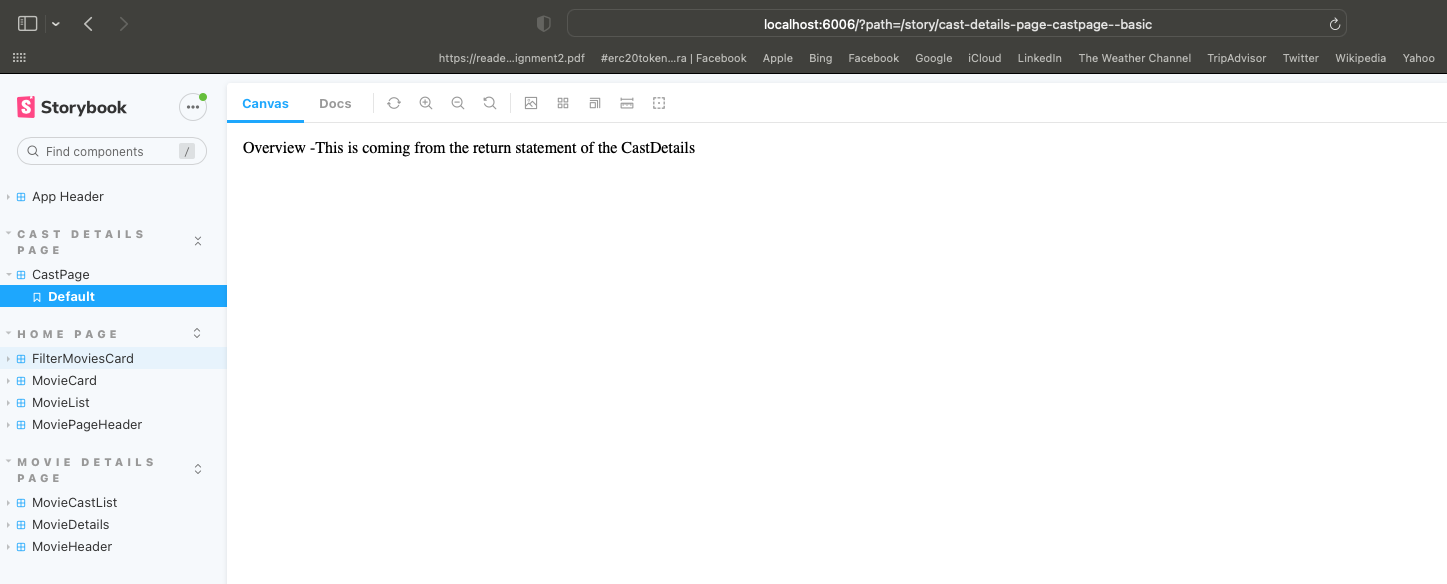 localhost:6006/?path=/story/cast-details-page-castpage--basic
https://reade...ignment2.pdf #erc20token...ra | Facebook Apple Bing Facebook Google iCloud LinkedIn The Weather Channel TripAdvisor Twitter Wikipedia Yahoo
S Storybook
Canvas Docs
Find components /
Overview -This is coming from the return statement of the CastDetails
App Header
CAST DETAILS
PAGE
CastPage
Default
HOME PAGE
FilterMoviesCard
MovieCard
MovieList
MoviePageHeader
MOVIE DETAILS
PAGE
MovieCastList
MovieDetails
MovieHeader